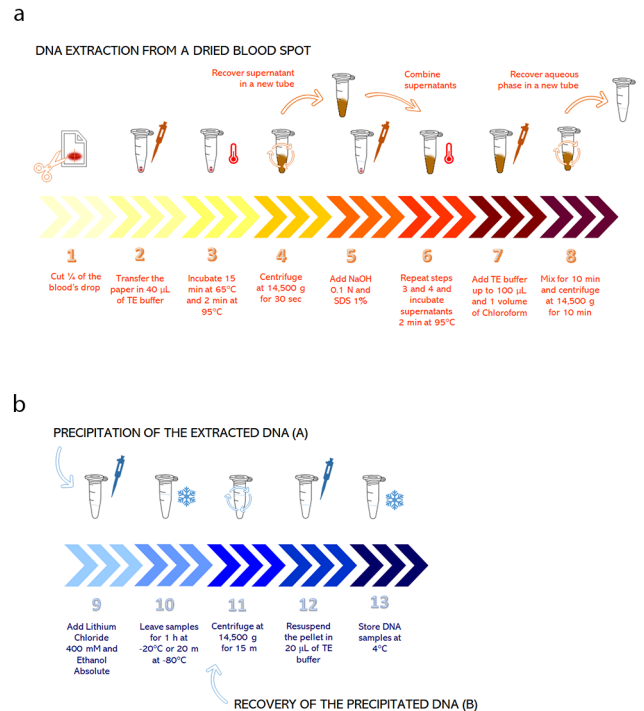 a
DNA EXTRACTION FROM A DRIED BLOOD SPOT
Recover supernatant
in a new tube
Combine
supernatants
Recover aqueous
phase in a new tube
1
Cut ¼ of the
blood's drop
2
Transfer the
paper in 40 µL
of TE buffer
3
Incubate 15
min at 65°C
and 2 min at
95°C
4
Centrifuge
at 14,500 g
for 30 sec
5
Add NaOH
0,1 N and
SDS 1%
6
Repeat steps
3 and 4 and
incubate
supernatants
2 min at 95°C
7
Add TE buffer
up to 100 µL
and 1 volume
of Chloroform
8
Mix for 10 min
and centrifuge
at 14,500 g
for 10 min
b
PRECIPITATION OF THE EXTRACTED DNA (A)
9
Add Lithium
Chloride
400 mM and
Ethanol
Absolute
10
Leave samples
for 1 h at
-20°C or 20 m
at -80°C
11
Centrifuge at
14,500 g
for 15 m
12
Resuspend
the pellet in
20 µL of TE
buffer
13
Store DNA
samples at
4°C
RECOVERY OF THE PRECIPITATED DNA (B)